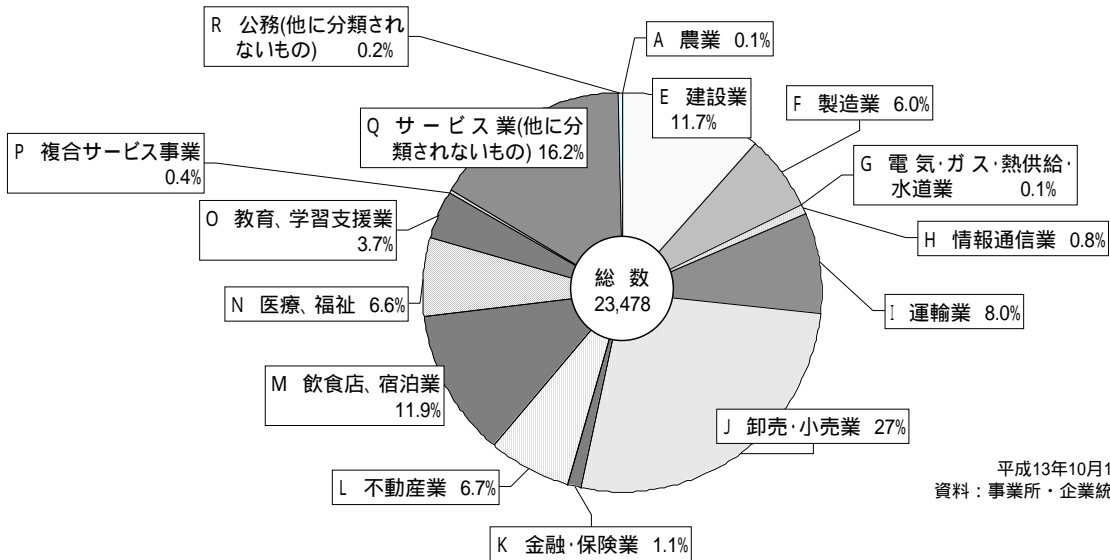 R 公務(他に分類され
ないもの) 0.2%
A 農業 0.1%
E 建設業
11.7%
F 製造業 6.0%
G 電気・ガス・熱供給・
水道業 0.1%
H 情報通信業 0.8%
I 運輸業 8.0%
J 卸売・小売業 27%
K 金融・保険業 1.1%
L 不動産業 6.7%
M 飲食店、宿泊業
11.9%
N 医療、福祉 6.6%
O 教育、学習支援業
3.7%
P 複合サービス事業
0.4%
Q サービス業(他に分
類されないもの) 16.2%
総数
23,478
平成13年10月1
資料：事業所・企業統